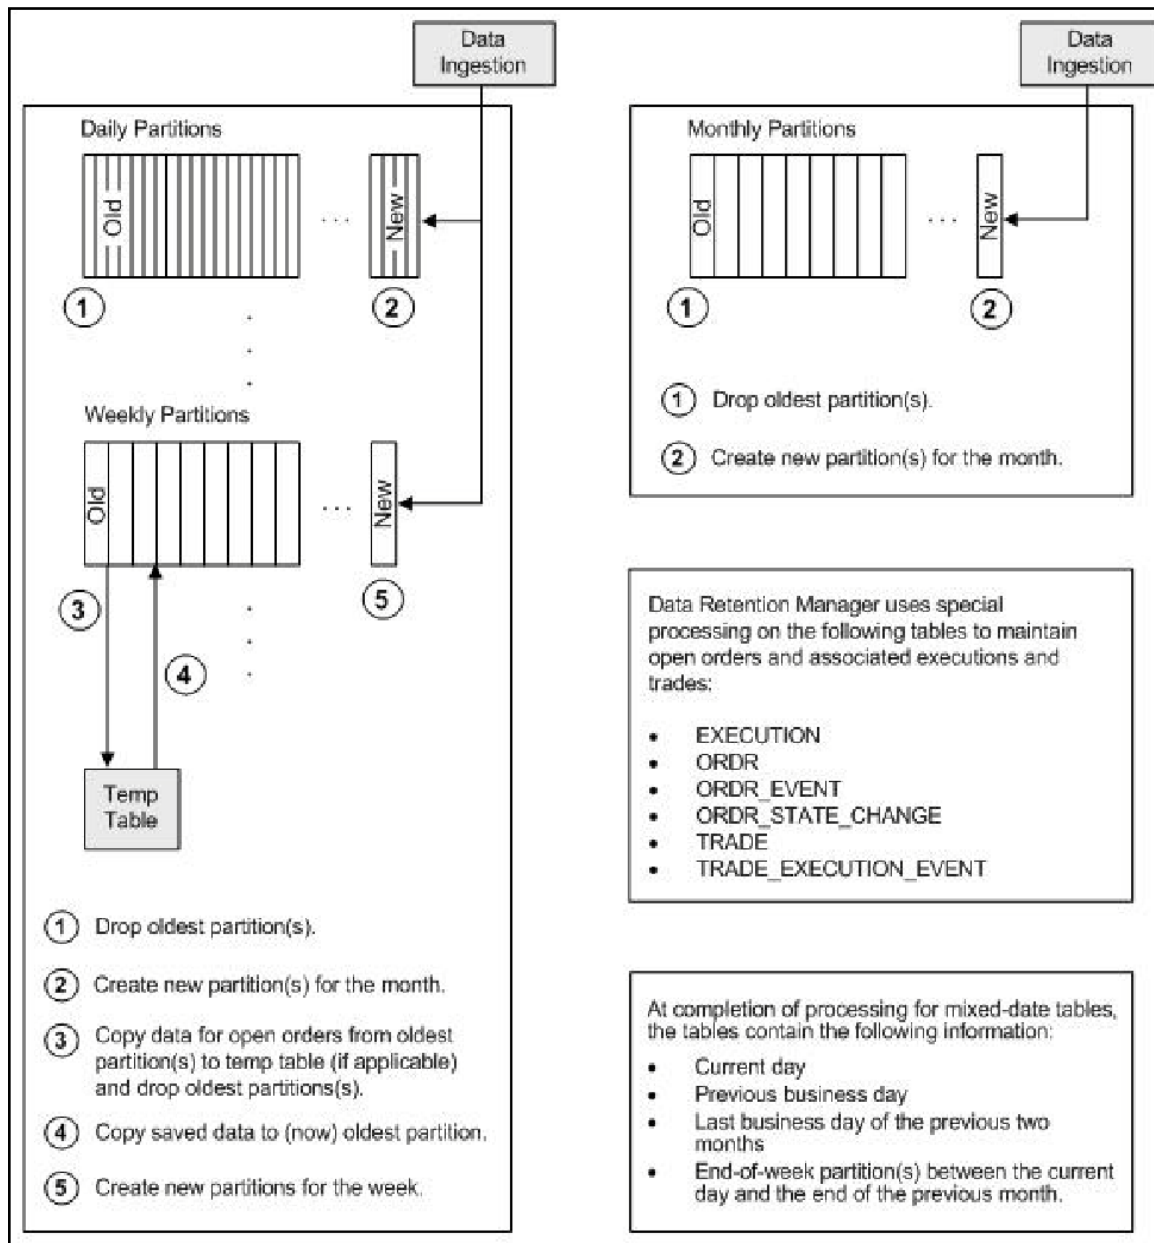 Data
Ingestion
Daily Partitions
Old
. . .
New
1
2
Weekly Partitions
Old
. . .
New
3
4
5
Temp
Table
1 Drop oldest partition(s).
2 Create new partition(s) for the month.
3 Copy data for open orders from oldest
partition(s) to temp table (if applicable)
and drop oldest partitions(s).
4 Copy saved data to (now) oldest partition.
5 Create new partitions for the week.
Data
Ingestion
Monthly Partitions
Old
. . .
New
1
2
1 Drop oldest partition(s).
2 Create new partition(s) for the month.
Data Retention Manager uses special
processing on the following tables to maintain
open orders and associated executions and
trades:
• EXECUTION
• ORDR
• ORDR_EVENT
• ORDR_STATE_CHANGE
• TRADE
• TRADE_EXECUTION_EVENT
At completion of processing for mixed-date tables,
the tables contain the following information:
• Current day
• Previous business day
• Last business day of the previous two
months
• End-of-week partition(s) between the current
day and the end of the previous month.